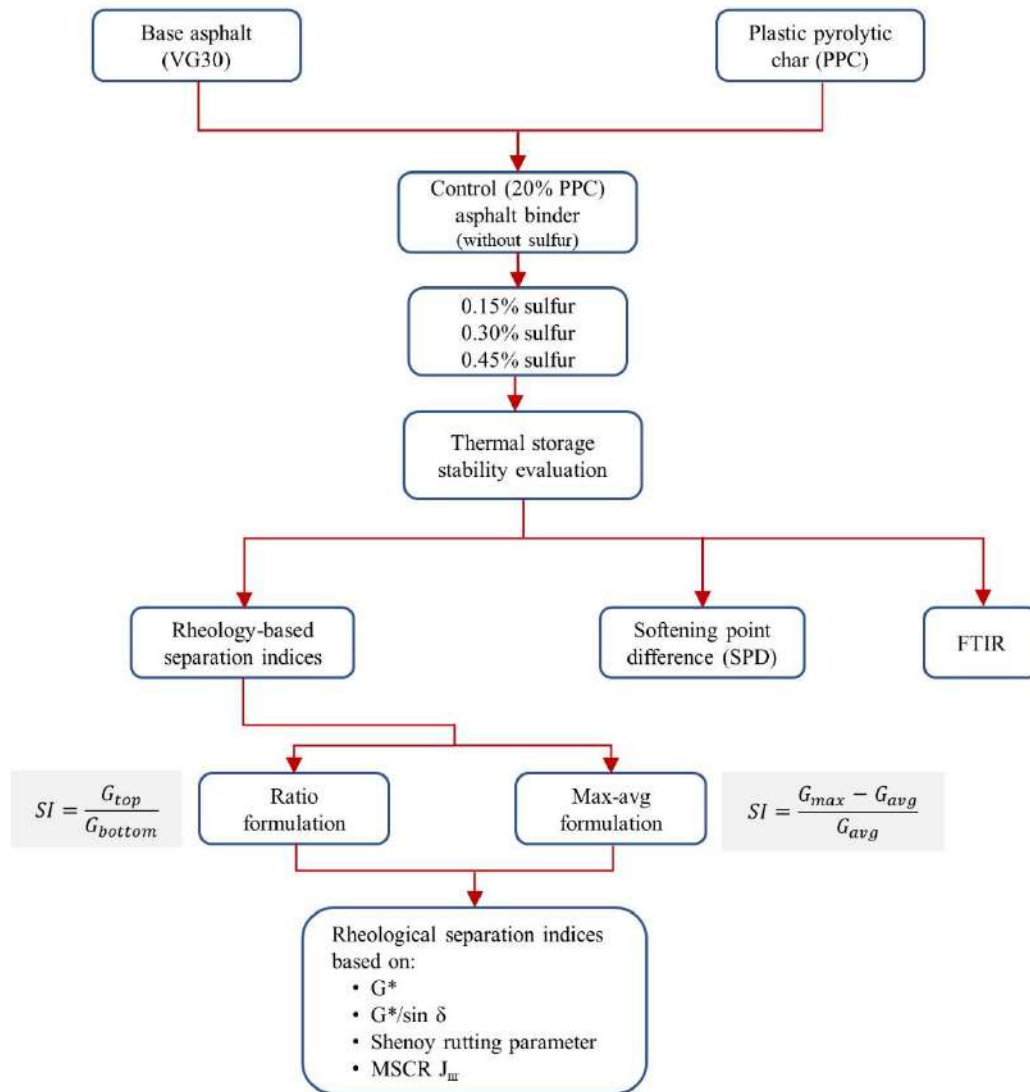 Base asphalt
(VG30)
Plastic pyrolytic
char (PPC)
Control (20% PPC)
asphalt binder
(without sulfur)
0.15% sulfur
0.30% sulfur
0.45% sulfur
Thermal storage
stability evaluation
Rheology-based
separation indices
Softening point
difference (SPD)
FTIR
SI = G_top / G_bottom
Ratio
formulation
Max-avg
formulation
SI = (G_max − G_avg) / G_avg
Rheological separation indices
based on:
• G*
• G*/sin δ
• Shenoy rutting parameter
• MSCR J_nr